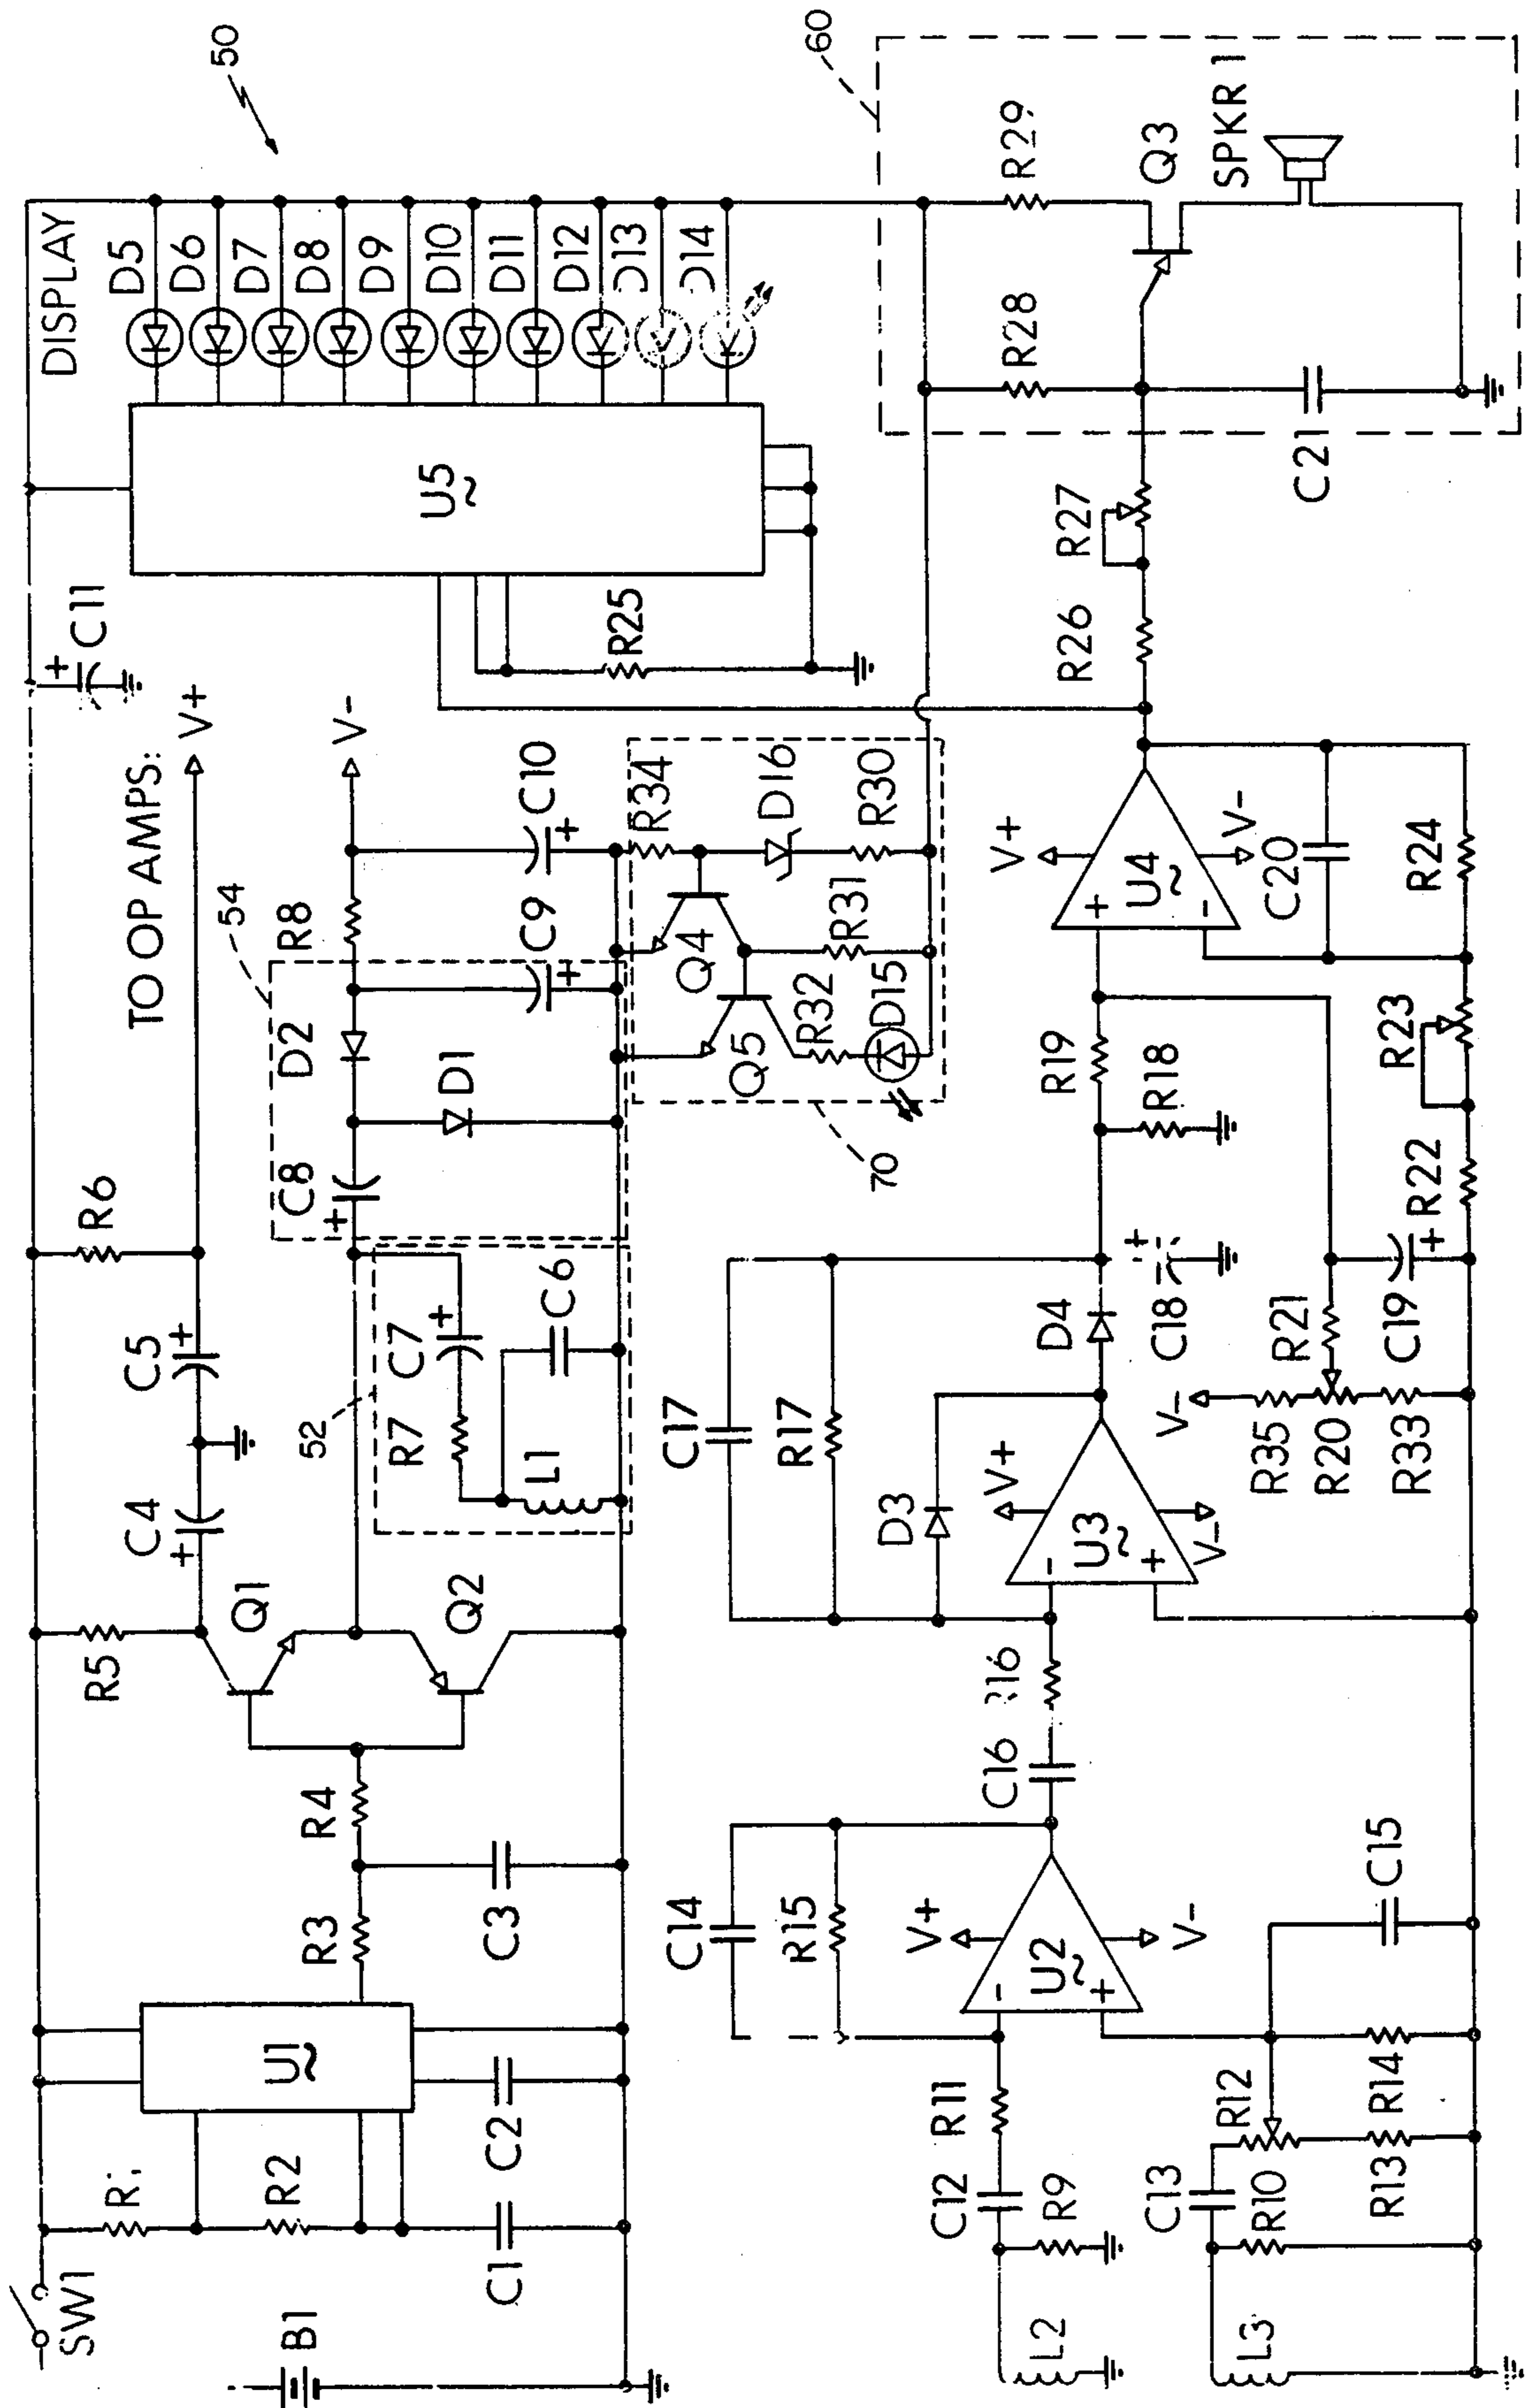 SW1
R5
R6
C11
DISPLAY
50
C4
C5
TO OP AMPS:
V+
D5
D6
D7
D8
D9
D10
D11
D12
D13
D14
B1
R2
U1
R3
R4
Q1
Q2
C1
C2
C3
52
R7
C7
L1
C6
C8
D2
D1
54
R8
V-
C9
C10
U5
R25
70
Q5
Q4
R32
D15
R31
R34
D16
R30
60
C14
R15
C17
R17
D3
C12
R11
R9
V+
U2
V-
C16
R16
V+
U3
V-
D4
C18
R19
R18
V+
U4
V-
R26
R27
R28
R29
Q3
SPKR 1
C21
L2
L3
C13
R10
R12
R13
R14
C15
V-
R35
R20
R33
R21
C19
R22
R23
C20
R24